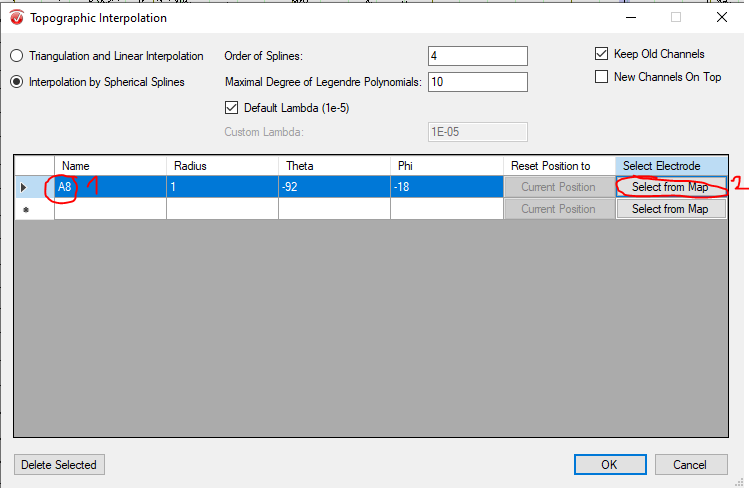 Topographic Interpolation
Triangulation and Linear Interpolation Order of Splines: 4 Keep Old Channels
Interpolation by Spherical Splines Maximal Degree of Legendre Polynomials: 10 New Channels On Top
Default Lambda (1e-5)
Custom Lambda: 1E-05
Name Radius Theta Phi Reset Position to Select Electrode
A8 1 1 -92 -18 Current Position Select from Map 2
Current Position Select from Map
Delete Selected OK Cancel